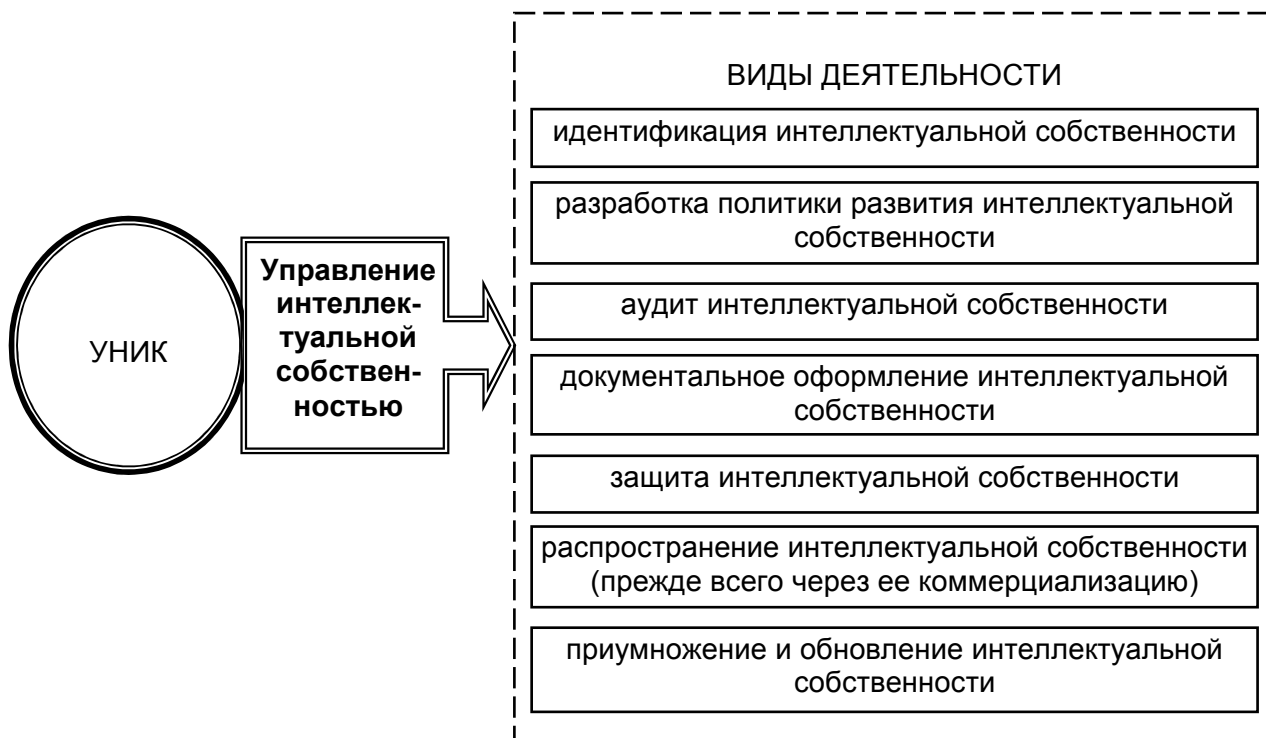 УНИК
Управление
интеллек-
туальной
собствен-
ностью
ВИДЫ ДЕЯТЕЛЬНОСТИ
идентификация интеллектуальной собственности
разработка политики развития интеллектуальной
собственности
аудит интеллектуальной собственности
документальное оформление интеллектуальной
собственности
защита интеллектуальной собственности
распространение интеллектуальной собственности
(прежде всего через ее коммерциализацию)
приумножение и обновление интеллектуальной
собственности